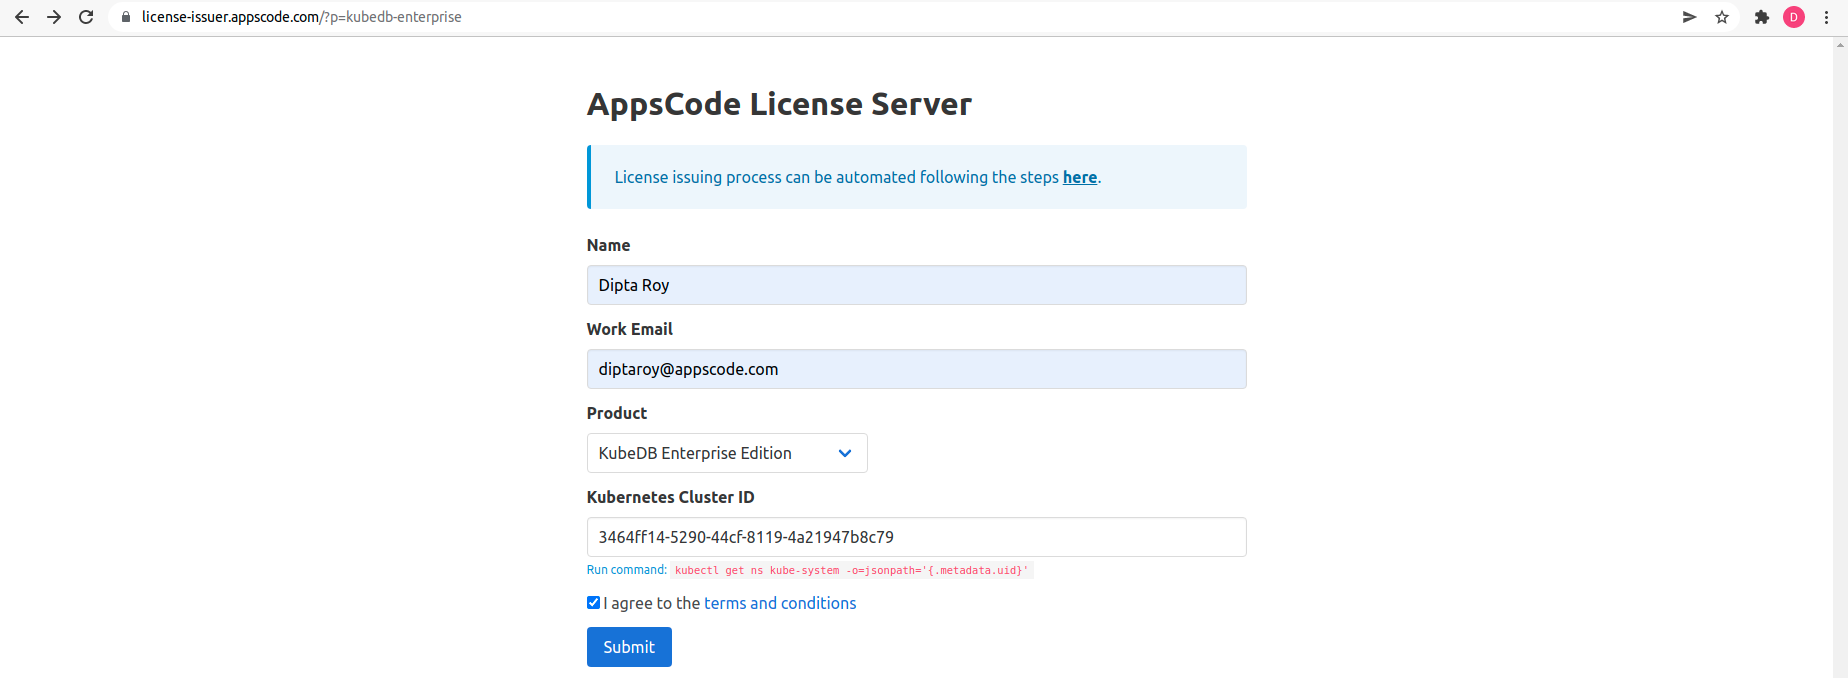 license-issuer.appscode.com/?p=kubedb-enterprise
D
AppsCode License Server
License issuing process can be automated following the steps here.
Name
Dipta Roy
Work Email
diptaroy@appscode.com
Product
KubeDB Enterprise Edition
Kubernetes Cluster ID
3464ff14-5290-44cf-8119-4a21947b8c79
Run command: kubectl get ns kube-system -o=jsonpath='{.metadata.uid}'
I agree to the terms and conditions
Submit